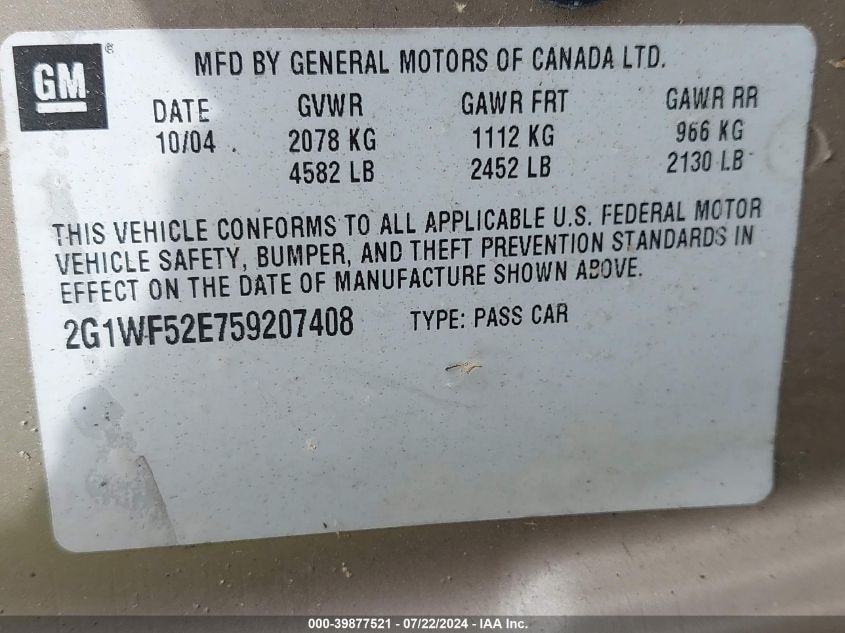 GM ®
MFD BY GENERAL MOTORS OF CANADA LTD.
DATE GVWR GAWR FRT GAWR RR
10/04 2078 KG 1112 KG 966 KG
4582 LB 2452 LB 2130 LB
THIS VEHICLE CONFORMS TO ALL APPLICABLE U.S. FEDERAL MOTOR
VEHICLE SAFETY, BUMPER, AND THEFT PREVENTION STANDARDS IN
EFFECT ON THE DATE OF MANUFACTURE SHOWN ABOVE.
2G1WF52E759207408 TYPE: PASS CAR
000-39877521 - 07/22/2024 - IAA Inc.